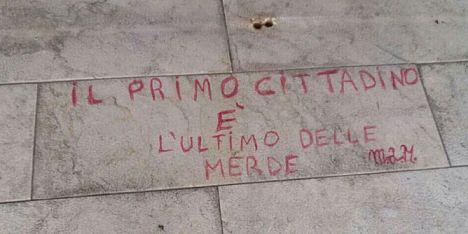 IL PRIMO CITTADINO
È
L'ULTIMO DELLE
MERDE